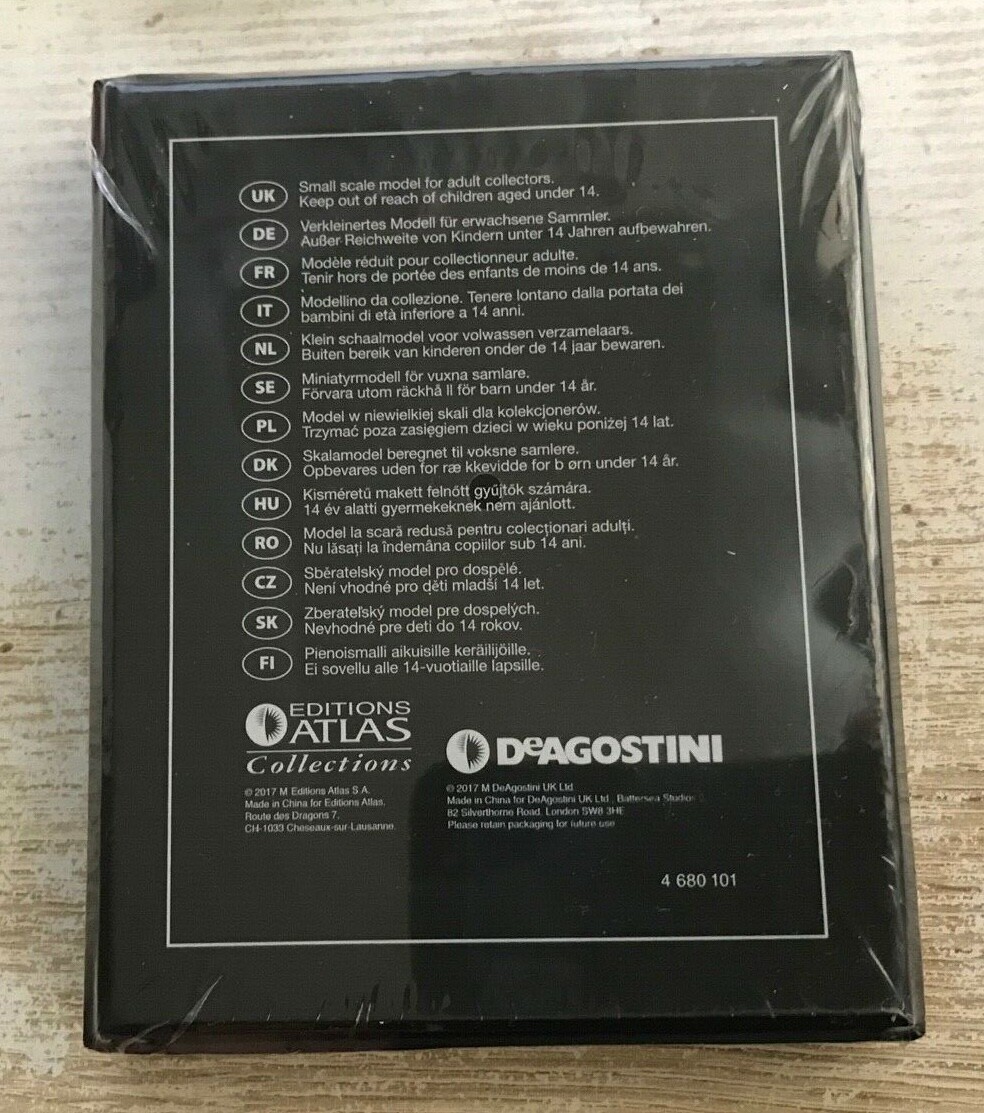 UK Small scale model for adult collectors.
Keep out of reach of children aged under 14.
DE Verkleinertes Modell für erwachsene Sammler.
Außer Reichweite von Kindern unter 14 Jahren aufbewahren.
FR Modèle réduit pour collectionneur adulte.
Tenir hors de portée des enfants de moins de 14 ans.
IT Modellino da collezione. Tenere lontano dalla portata dei
bambini di età inferiore a 14 anni.
NL Klein schaalmodel voor volwassen verzamelaars.
Buiten bereik van kinderen onder de 14 jaar bewaren.
SE Miniatyrmodell för vuxna samlare.
Förvara utom räckhå ll för barn under 14 år.
PL Model w niewielkiej skali dla kolekcjonerów.
Trzymać poza zasięgiem dzieci w wieku poniżej 14 lat.
DK Skalamodel beregnet til voksne samlere.
Opbevares uden for ræ kkevidde for b ørn under 14 år.
HU Kisméretű makett felnőtt gyűjtők számára.
14 év alatti gyermekeknek nem ajánlott.
RO Model la scară redusă pentru colecționari adulți.
Nu lăsați la îndemâna copiilor sub 14 ani.
CZ Sběratelský model pro dospělé.
Není vhodné pro děti mladší 14 let.
SK Zberateľský model pre dospelých.
Nevhodné pre deti do 14 rokov.
FI Pienoismalli aikuisille keräilijöille.
Ei sovellu alle 14-vuotiaille lapsille.
EDITIONS
ATLAS
Collections
© 2017 M Editions Atlas S.A.
Made in China for Editions Atlas,
Route des Dragons 7,
CH-1033 Cheseaux-sur-Lausanne.
DeAGOSTINI
© 2017 M DeAgostini UK Ltd
Made in China for DeAgostini UK Ltd., Battersea Studios
82 Silverthorne Road, London SW8 3HE
Please retain packaging for future use
4 680 101